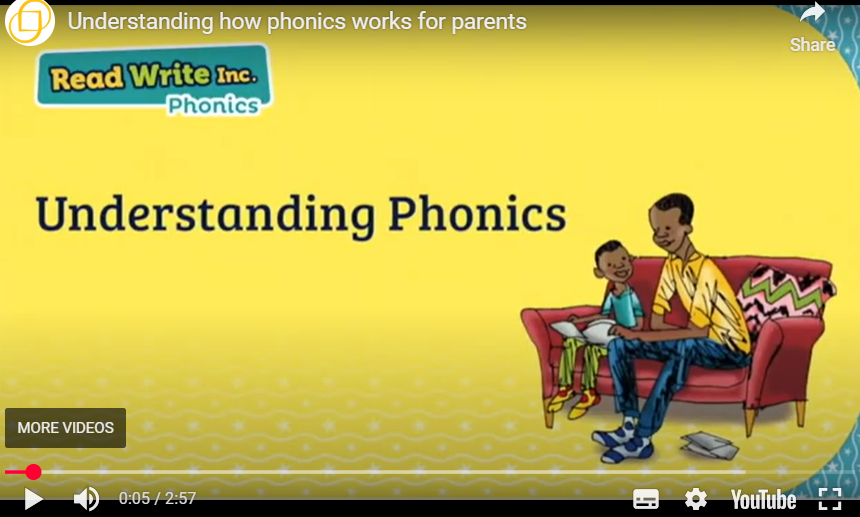 Understanding how phonics works for parents
Share
Read Write Inc.
Phonics
Understanding Phonics
MORE VIDEOS
0:05 / 2:57
YouTube